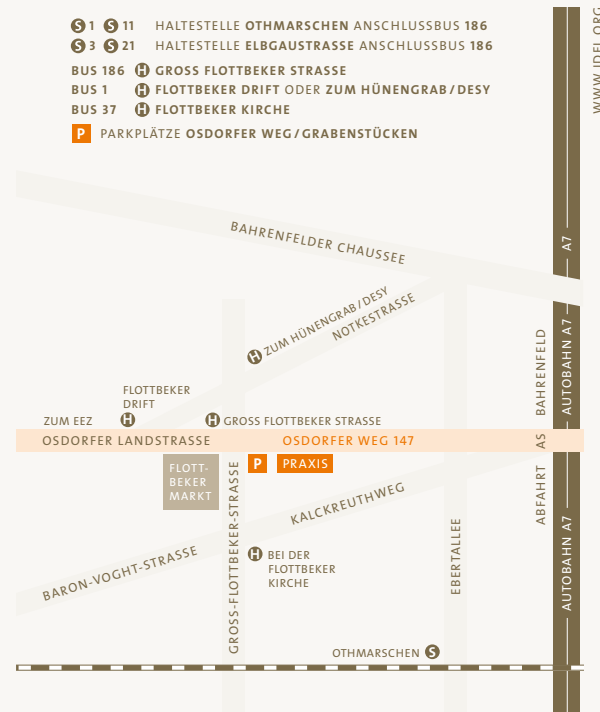 S 1 S 11 HALTESTELLE OTHMARSCHEN ANSCHLUSSBUS 186
S 3 S 21 HALTESTELLE ELBGAUSTRASSE ANSCHLUSSBUS 186
BUS 186 H GROSS FLOTTBEKER STRASSE
BUS 1 H FLOTTBEKER DRIFT ODER ZUM HÜNENGRAB/DESY
BUS 37 H FLOTTBEKER KIRCHE
P PARKPLÄTZE OSDORFER WEG/GRABENSTÜCKEN
WWW.IDFL.ORG
A7
BAHRENFELDER CHAUSSEE
H ZUM HÜNENGRAB/DESY
NOTKESTRASSE
AUTOBAHN A7
ABFAHRT AS BAHRENFELD
FLOTTBEKER
DRIFT
H
ZUM EEZ
H GROSS FLOTTBEKER STRASSE
OSDORFER LANDSTRASSE
OSDORFER WEG 147
FLOTT-
BEKER
MARKT
P PRAXIS
GROSS-FLOTTBEKER-STRASSE
KALCKREUTHWEG
BARON-VOGHT-STRASSE
H BEI DER
FLOTTBEKER
KIRCHE
EBERTALLEE
AUTOBAHN A7
OTHMARSCHEN S